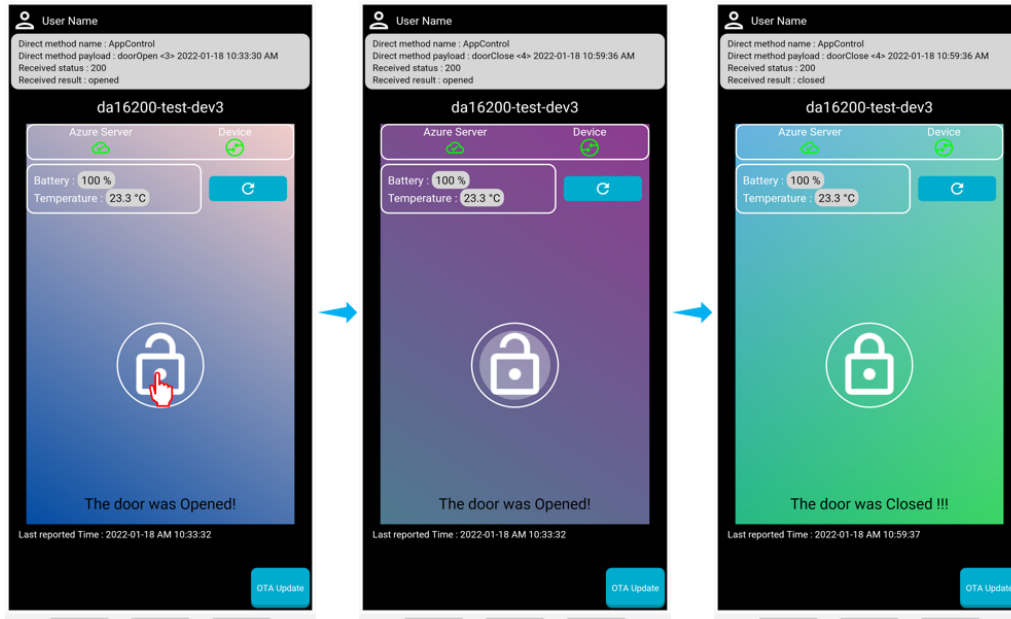 User Name
Direct method name : AppControl
Direct method payload : doorOpen <3> 2022-01-18 10:33:30 AM
Received status : 200
Received result : opened
da16200-test-dev3
Azure Server Device
Battery : 100 %
Temperature : 23.3 °C
The door was Opened!
Last reported Time : 2022-01-18 AM 10:33:32
OTA Update
User Name
Direct method name : AppControl
Direct method payload : doorClose <4> 2022-01-18 10:59:36 AM
Received status : 200
Received result : opened
da16200-test-dev3
Azure Server Device
Battery : 100 %
Temperature : 23.3 °C
The door was Opened!
Last reported Time : 2022-01-18 AM 10:33:32
OTA Update
User Name
Direct method name : AppControl
Direct method payload : doorClose <4> 2022-01-18 10:59:36 AM
Received status : 200
Received result : closed
da16200-test-dev3
Azure Server Device
Battery : 100 %
Temperature : 23.3 °C
The door was Closed !!!
Last reported Time : 2022-01-18 AM 10:59:37
OTA Update